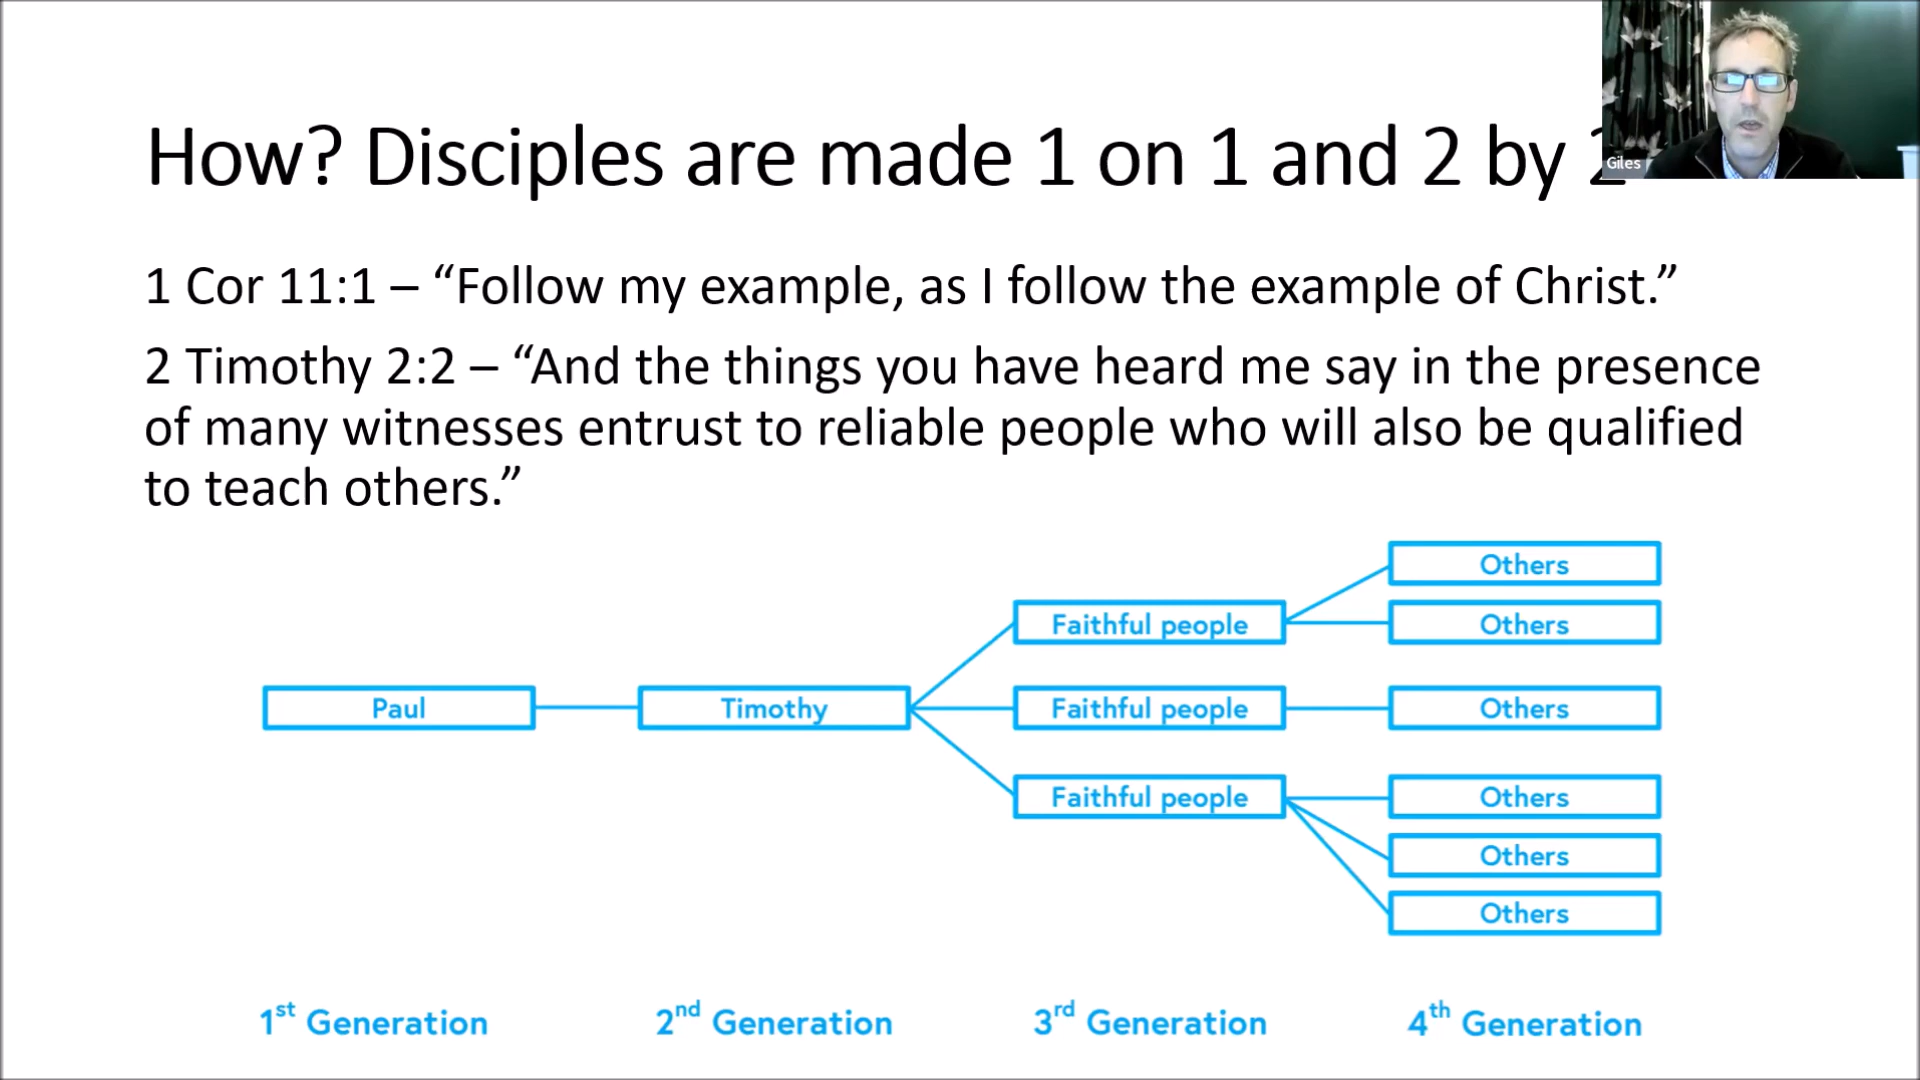 How? Disciples are made 1 on 1 and 2 by 2
Giles
1 Cor 11:1 – “Follow my example, as I follow the example of Christ.”
2 Timothy 2:2 – “And the things you have heard me say in the presence
of many witnesses entrust to reliable people who will also be qualified
to teach others.”
Others
Faithful people Others
Paul Timothy Faithful people Others
Faithful people Others
Others
Others
1st Generation 2nd Generation 3rd Generation 4th Generation